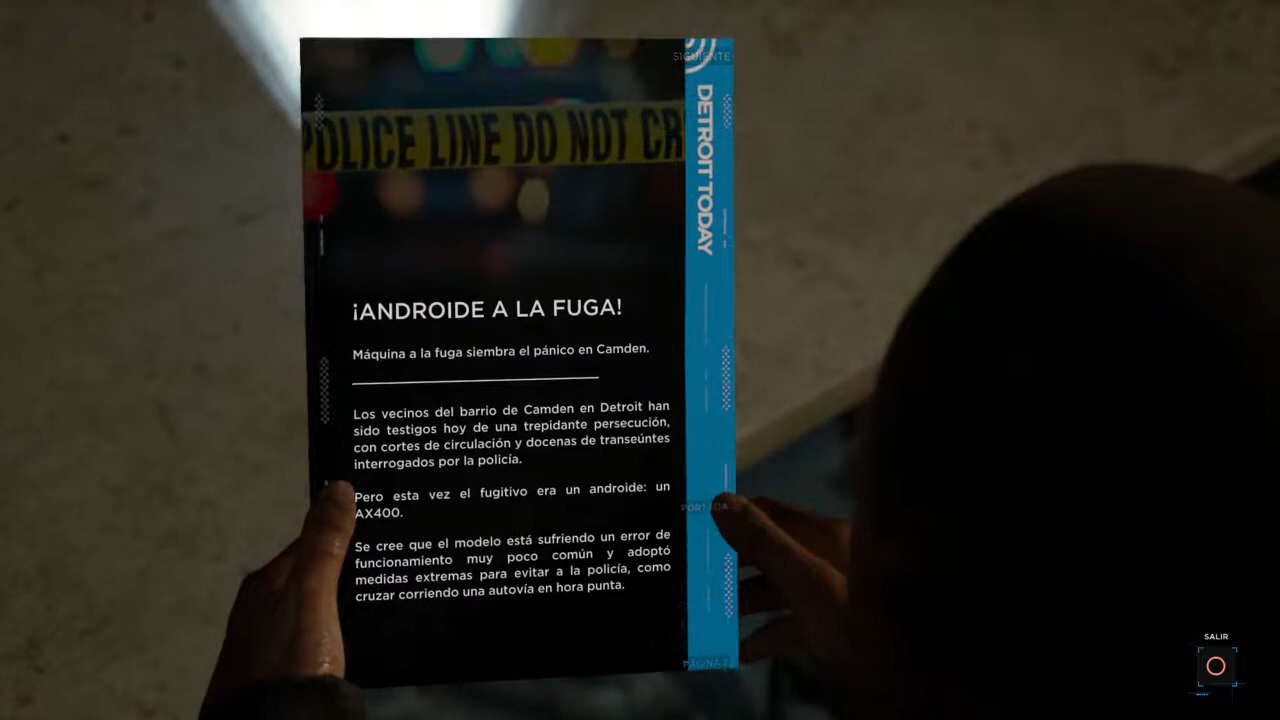 SIGUIENTE
POLICE LINE DO NOT CR
DETROIT TODAY
¡ANDROIDE A LA FUGA!
Máquina a la fuga siembra el pánico en Camden.
Los vecinos del barrio de Camden en Detroit han
sido testigos hoy de una trepidante persecución,
con cortes de circulación y docenas de transeúntes
interrogados por la policía.
Pero esta vez el fugitivo era un androide: un
AX400.
Se cree que el modelo está sufriendo un error de
funcionamiento muy poco común y adoptó
medidas extremas para evitar a la policía, como
cruzar corriendo una autovía en hora punta.
PÁGINA 2
SALIR